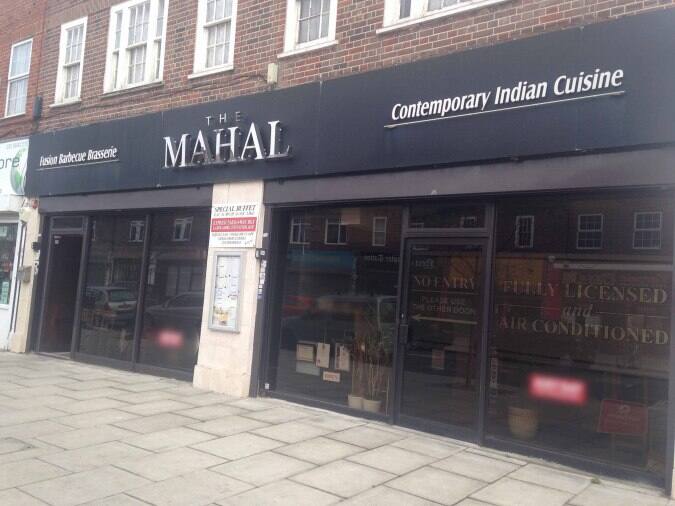 Fusion Barbecue Brasserie
THE
MAHAL
Contemporary Indian Cuisine
SPECIAL BUFFET
NO ENTRY
PLEASE USE
THE OTHER DOOR
FULLY LICENSED
and
AIR CONDITIONED